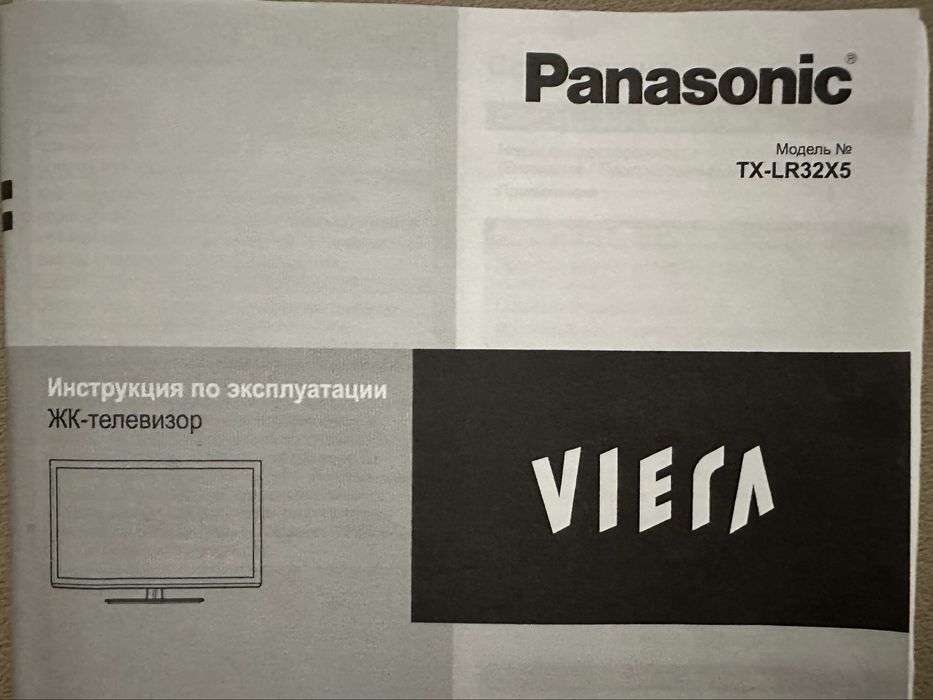 Panasonic®
Модель №
TX-LR32X5
Инструкция по эксплуатации
ЖК-телевизор
VIErA